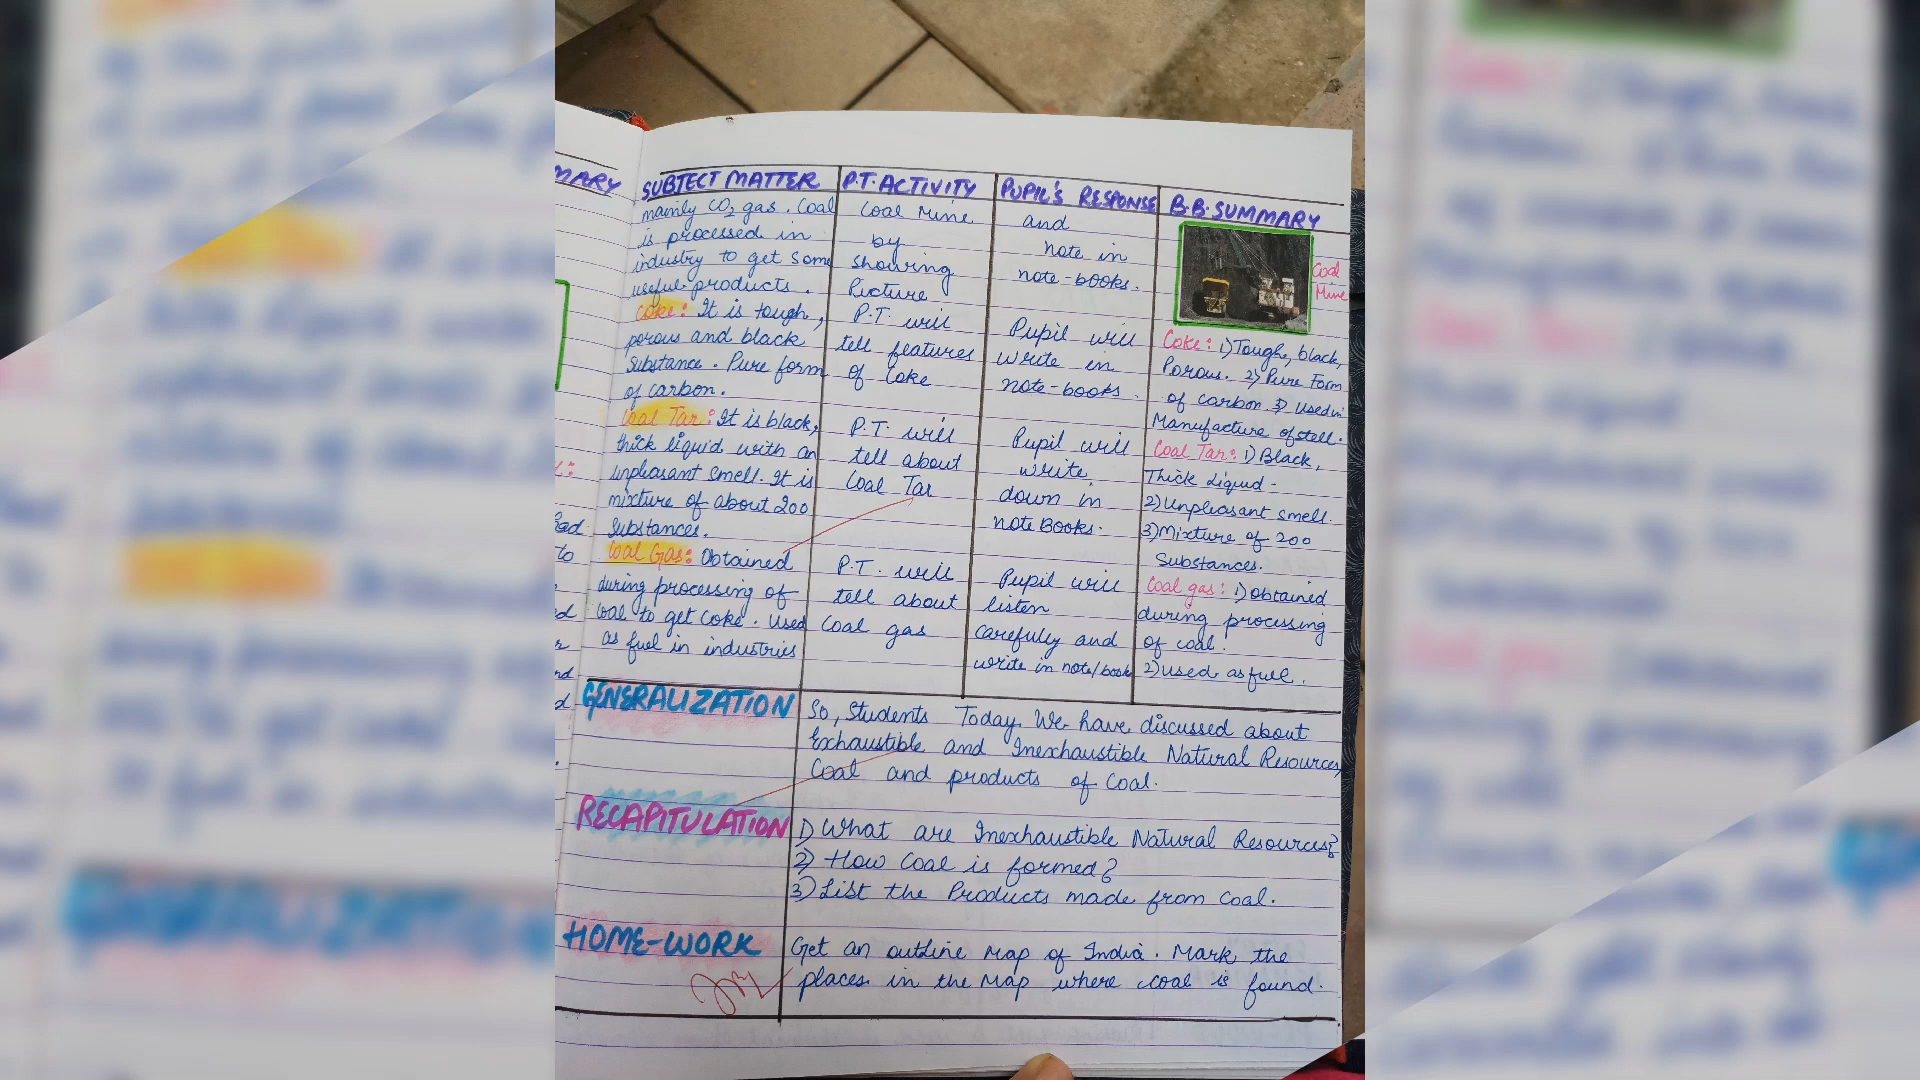 MARY
SUBTECT MATTER
mainly CO2 gas. Coal
is processed in
industry to get some
useful products.
Coke: It is tough,
porous and black
Substance. Pure form
of carbon.
Coal Tar: It is black,
thick liquid with an
unpleasant smell. It is
mixture of about 200
Substances.
Coal Gas: Obtained
during processing of
Coal to get Coke. Used
as fuel in industries
P.T. ACTIVITY
Coal Mine
by
showing
Picture
P.T. will
tell features
of Coke
P.T. will
tell about
Coal Tar
P.T. will
tell about
Coal gas
PUPIL'S RESPONSE
and
note in
note-books.
Pupil will
write in
note-books.
Pupil will
write
down in
note Books.
Pupil will
listen
carefully and
write in note/book
B.B. SUMMARY
Coal
Mine
Coke: 1) Tough, black,
Porous. 2) Pure Form
of carbon. 3) Used in
Manufacture of stell.
Coal Tar: 1) Black,
Thick Liquid-
2) Unpleasant smell.
3) Mixture of 200
Substances.
Coal gas: 1) Obtained
during processing
of coal.
2) used as fuel.
GENERALIZATION
So, Students Today We have discussed about
Exhaustible and Inexhaustible Natural Resources,
Coal and products of Coal.
RECAPITULATION
1) What are Inexhaustible Natural Resources?
2) How Coal is formed?
3) List the Products made from Coal.
HOME-WORK
Get an outline Map of India. Mark the
places in the Map where coal is found.